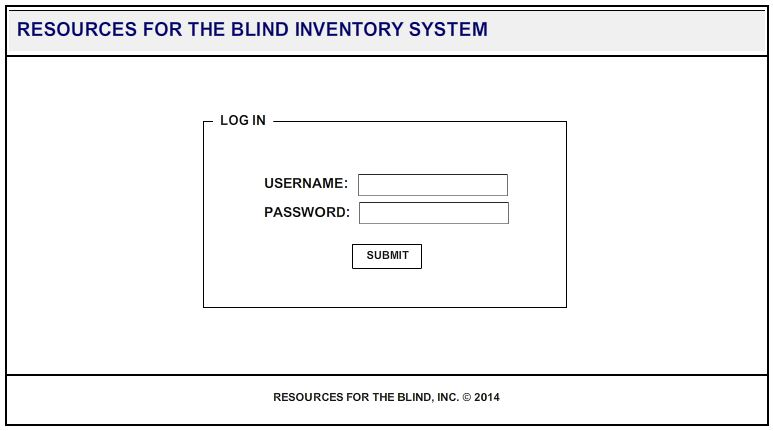 RESOURCES FOR THE BLIND INVENTORY SYSTEM
LOG IN
USERNAME:
PASSWORD:
SUBMIT
RESOURCES FOR THE BLIND, INC. © 2014